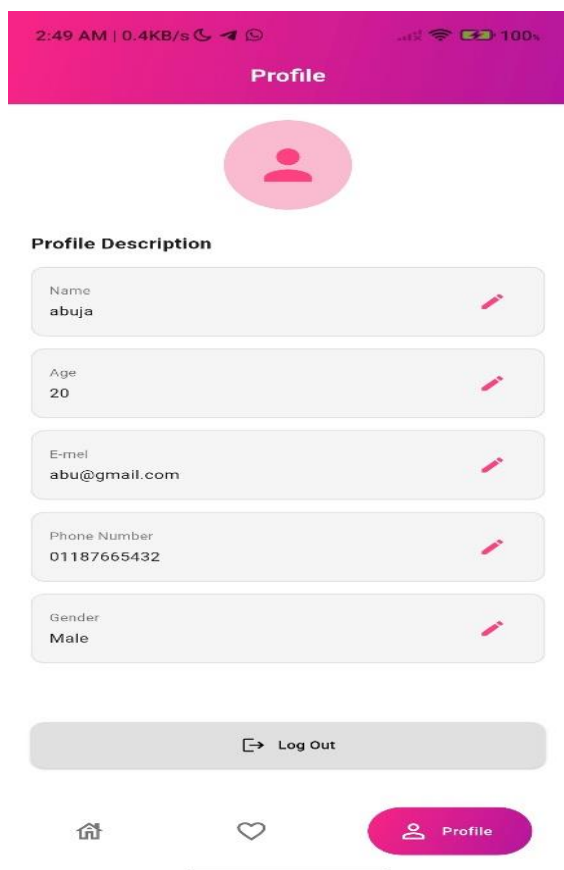 2:49 AM | 0.4KB/s 100%
Profile
Profile Description
Name
abuja
Age
20
E-mel
abu@gmail.com
Phone Number
01187665432
Gender
Male
Log Out
Profile